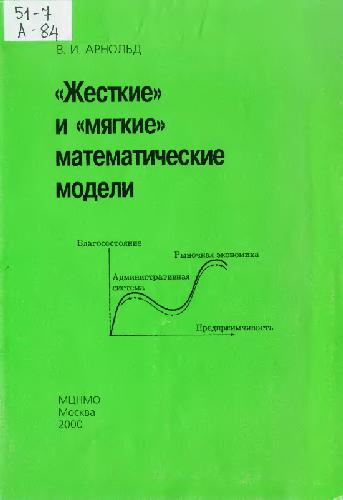 51-7
А-84
В. И. АРНОЛЬД
«Жесткие»
и «мягкие»
математические
модели
Благосостояние
Рыночная экономика
Административная
система
Предприимчивость
МЦНМО
Москва
2000